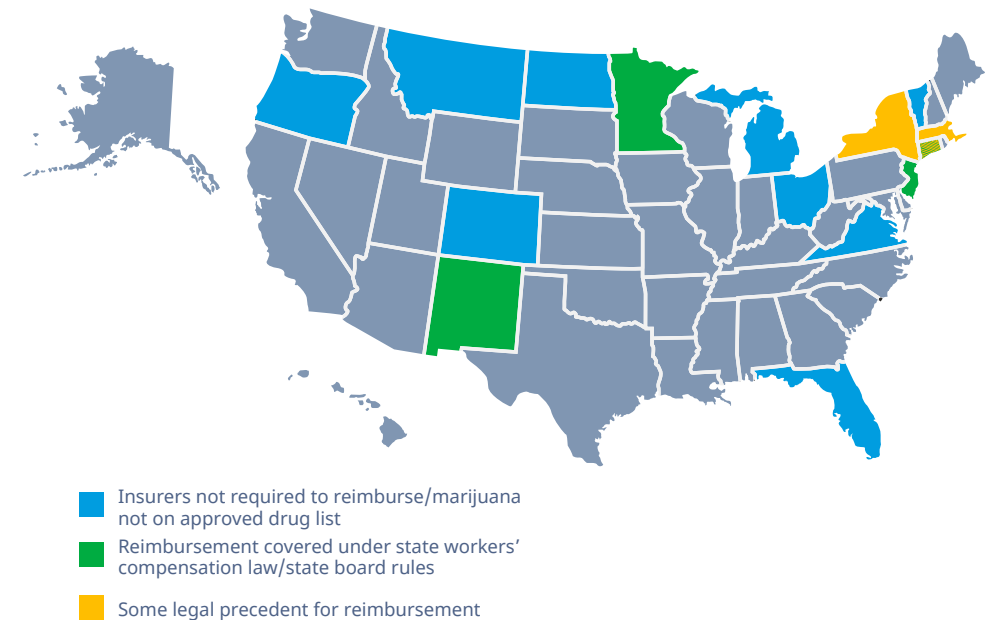 Insurers not required to reimburse/marijuana
not on approved drug list
Reimbursement covered under state workers’
compensation law/state board rules
Some legal precedent for reimbursement